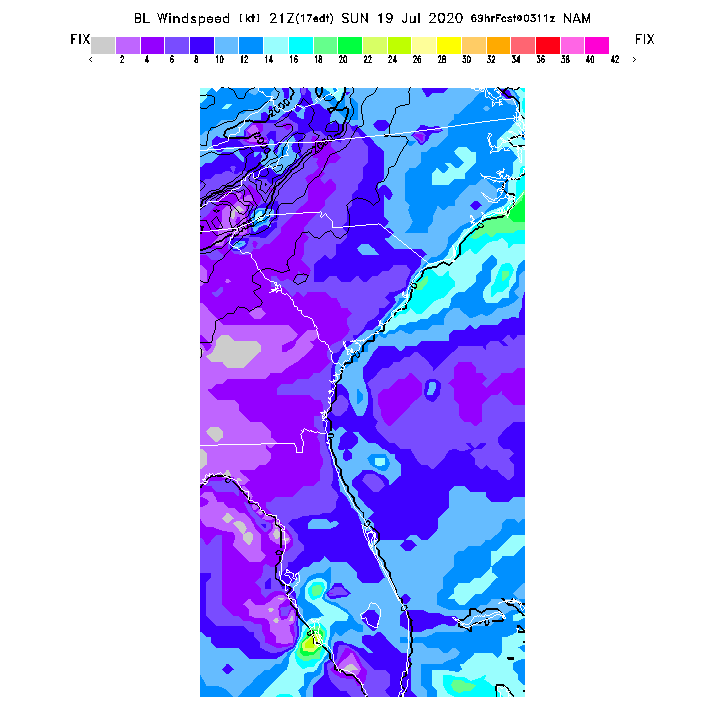 BL Windspeed [kt] 21Z(17edt) SUN 19 Jul 2020 69hrFcst@0311z NAM
FIX FIX
< 2 4 6 8 10 12 14 16 18 20 22 24 26 28 30 32 34 36 38 40 42 >
2000